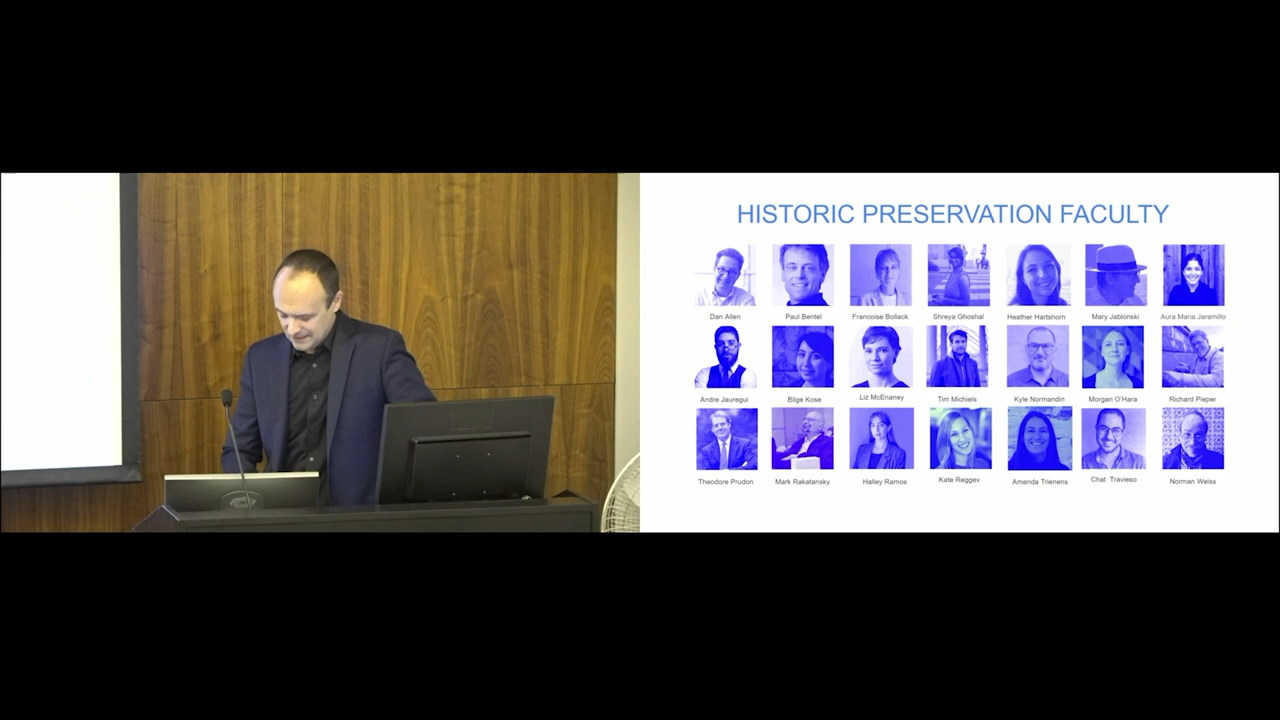 HISTORIC PRESERVATION FACULTY
Dan Allen Paul Bentel Francoise Bollack Shreya Ghoshal Heather Hartshorn Mary Jablonski Aura Maria Jaramillo
Andre Jauregui Bilge Kose Liz McEnaney Tim Michiels Kyle Normandin Morgan O'Hara Richard Pieper
Theodore Prudon Mark Rakatansky Halley Ramos Kate Reggev Amanda Trienens Chat Travieso Norman Weiss